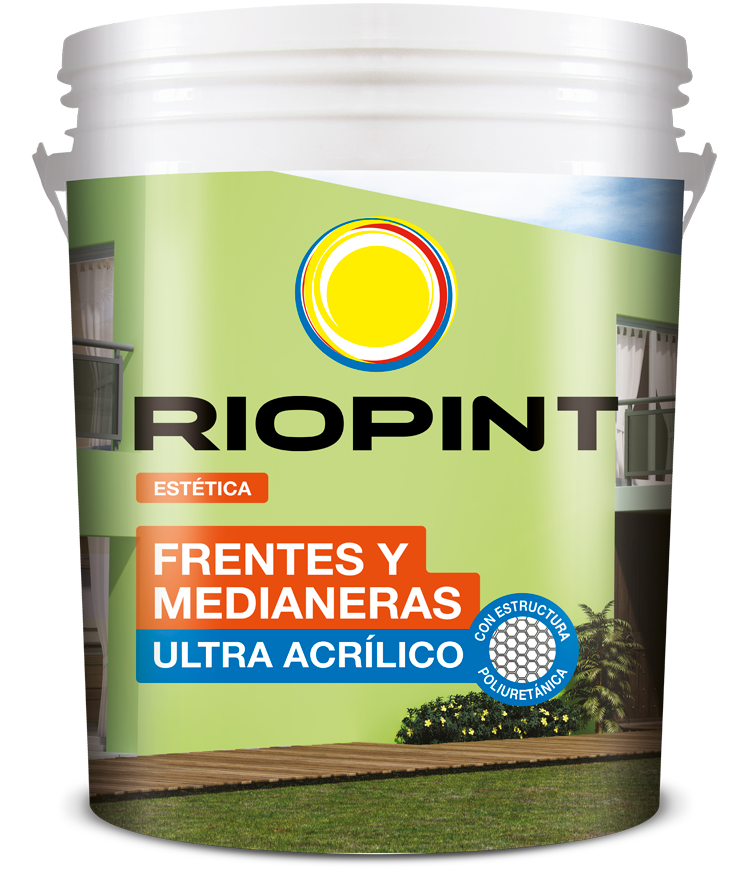 RIOPINT
ESTÉTICA
FRENTES Y
MEDIANERAS
ULTRA ACRÍLICO
CON ESTRUCTURA
POLIURETÁNICA